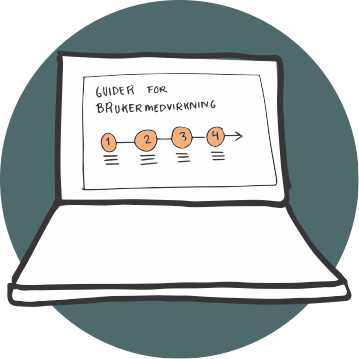 GUIDER FOR
BRUKERMEDVIRKNING
1 2 3 4